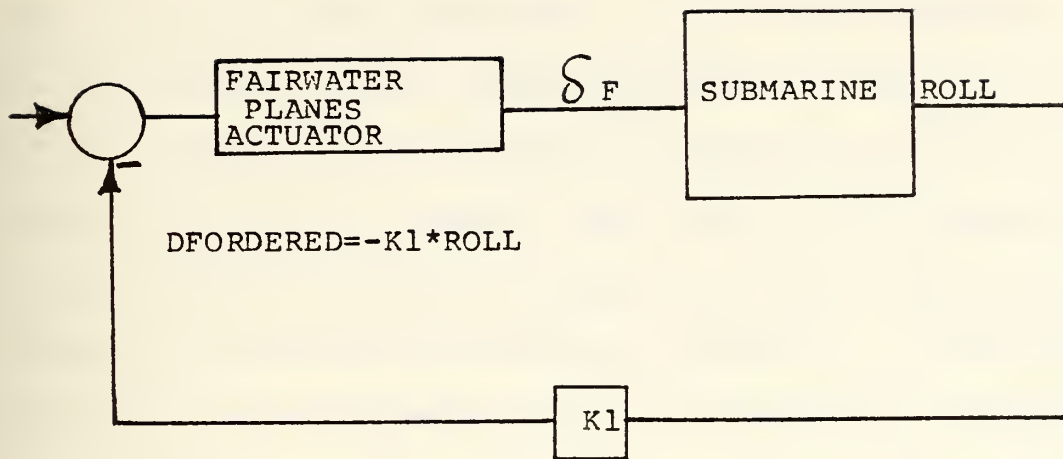 FAIRWATER
PLANES
ACTUATOR
δ F
SUBMARINE
ROLL
-
DFORDERED=-K1*ROLL
K1